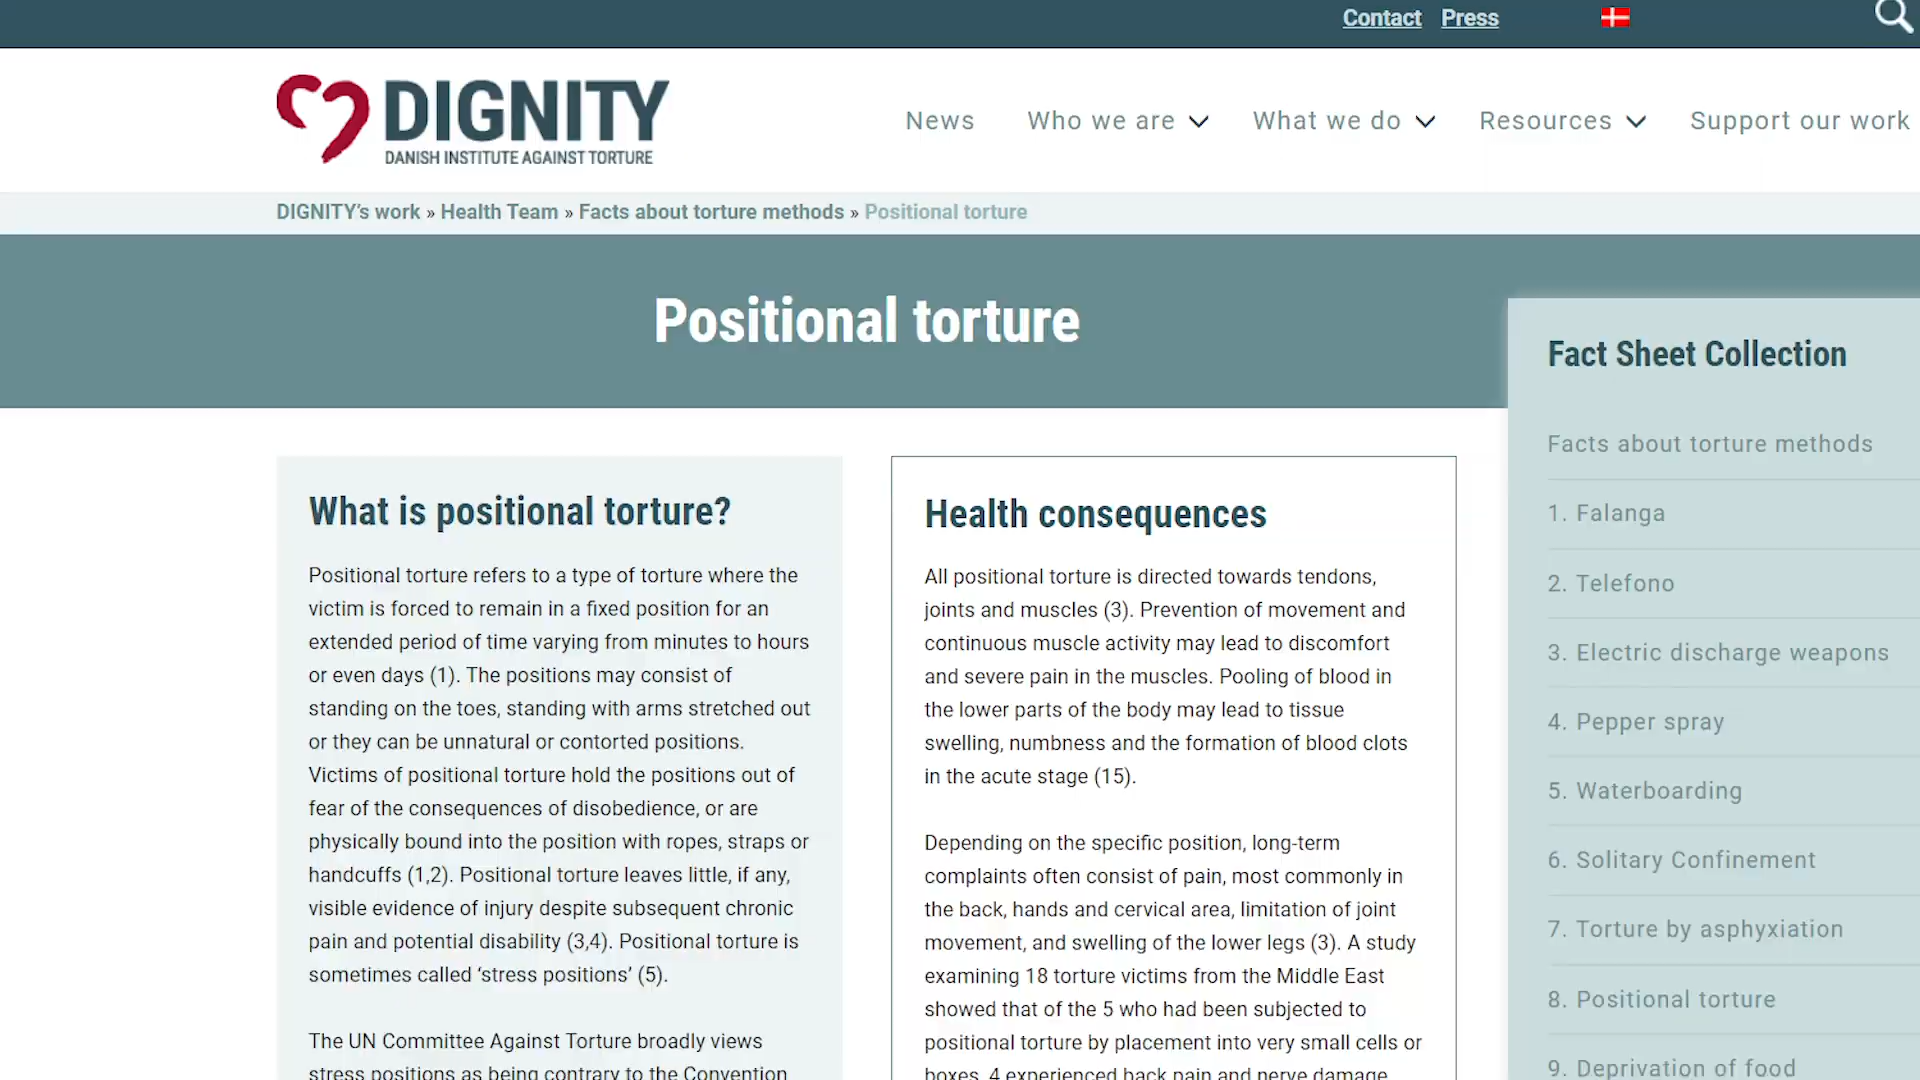 Contact Press
DIGNITY
DANISH INSTITUTE AGAINST TORTURE
News Who we are What we do Resources Support our work
DIGNITY's work » Health Team » Facts about torture methods » Positional torture
Positional torture
What is positional torture?
Positional torture refers to a type of torture where the
victim is forced to remain in a fixed position for an
extended period of time varying from minutes to hours
or even days (1). The positions may consist of
standing on the toes, standing with arms stretched out
or they can be unnatural or contorted positions.
Victims of positional torture hold the positions out of
fear of the consequences of disobedience, or are
physically bound into the position with ropes, straps or
handcuffs (1,2). Positional torture leaves little, if any,
visible evidence of injury despite subsequent chronic
pain and potential disability (3,4). Positional torture is
sometimes called ‘stress positions’ (5).
The UN Committee Against Torture broadly views
stress positions as being contrary to the Convention
Health consequences
All positional torture is directed towards tendons,
joints and muscles (3). Prevention of movement and
continuous muscle activity may lead to discomfort
and severe pain in the muscles. Pooling of blood in
the lower parts of the body may lead to tissue
swelling, numbness and the formation of blood clots
in the acute stage (15).
Depending on the specific position, long-term
complaints often consist of pain, most commonly in
the back, hands and cervical area, limitation of joint
movement, and swelling of the lower legs (3). A study
examining 18 torture victims from the Middle East
showed that of the 5 who had been subjected to
positional torture by placement into very small cells or
boxes, 4 experienced back pain and nerve damage
Fact Sheet Collection
Facts about torture methods
1. Falanga
2. Telefono
3. Electric discharge weapons
4. Pepper spray
5. Waterboarding
6. Solitary Confinement
7. Torture by asphyxiation
8. Positional torture
9. Deprivation of food